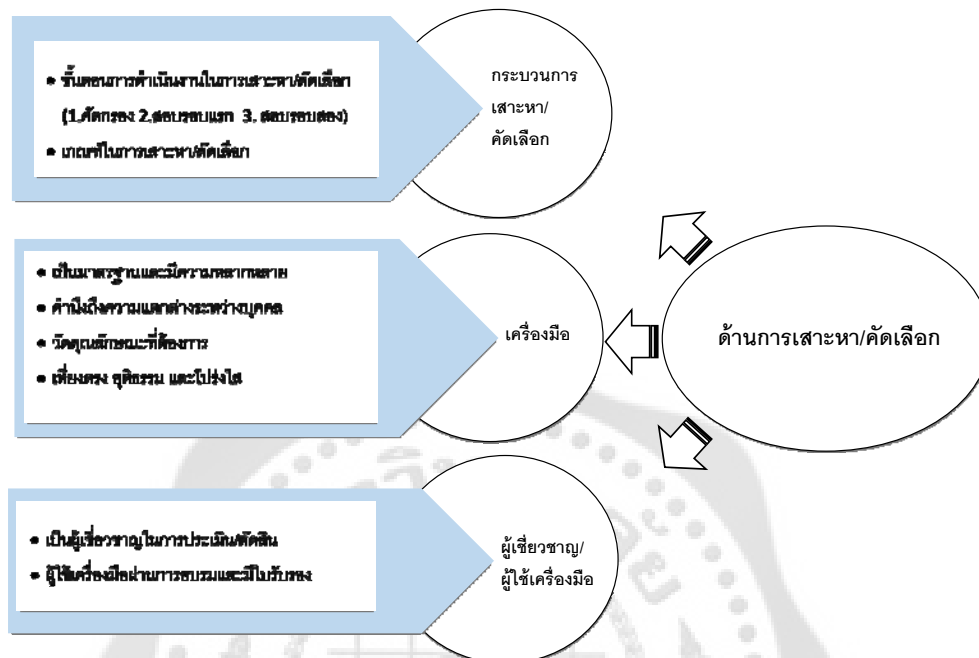 ● ขั้นตอนการดำเนินงานในการเสาะหา/คัดเลือก
(1.คัดกรอง 2.สอบรอบแรก 3. สอบรอบสอง)
● เกณฑ์ในการเสาะหา/คัดเลือก
กระบวนการ
เสาะหา/
คัดเลือก
● เป็นมาตรฐานและมีความหลากหลาย
● คำนึงถึงความแตกต่างระหว่างบุคคล
● วัดคุณลักษณะที่ต้องการ
● เที่ยงตรง ยุติธรรม และโปร่งใส
เครื่องมือ
ด้านการเสาะหา/คัดเลือก
● เป็นผู้เชี่ยวชาญในการประเมิน/ตัดสิน
● ผู้ใช้เครื่องมือผ่านการอบรมและมีใบรับรอง
ผู้เชี่ยวชาญ/
ผู้ใช้เครื่องมือ